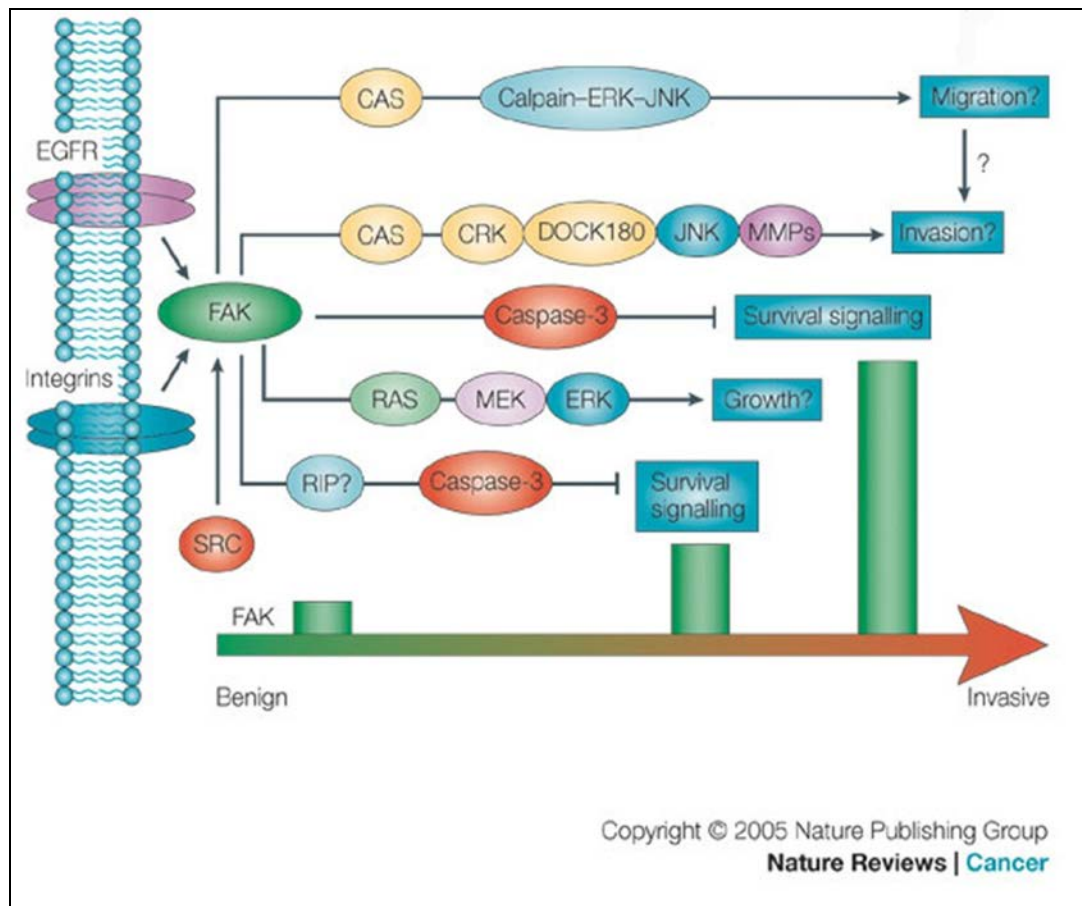 CAS
Calpain–ERK–JNK
Migration?
EGFR
?
CAS
CRK
DOCK180
JNK
MMPs
Invasion?
FAK
Caspase-3
Survival signalling
Integrins
RAS
MEK
ERK
Growth?
RIP?
Caspase-3
Survival
signalling
SRC
FAK
Benign
Invasive
Copyright © 2005 Nature Publishing Group
Nature Reviews | Cancer